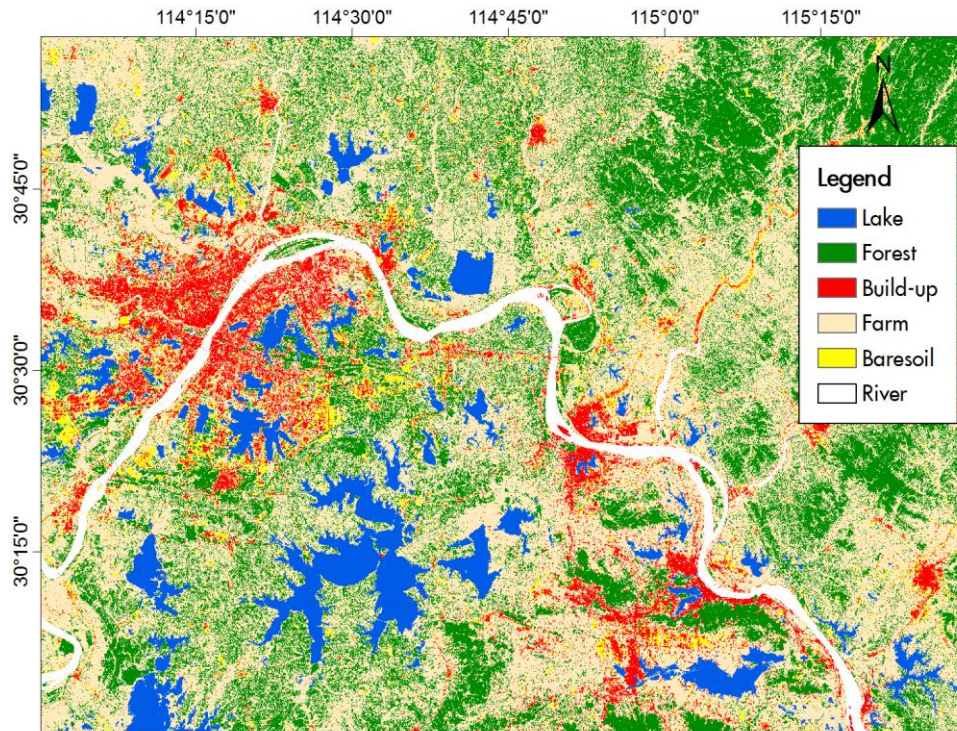 114°15'0" 114°30'0" 114°45'0" 115°0'0" 115°15'0"
N
30°45'0"
30°30'0"
30°15'0"
Legend
Lake
Forest
Build-up
Farm
Baresoil
River